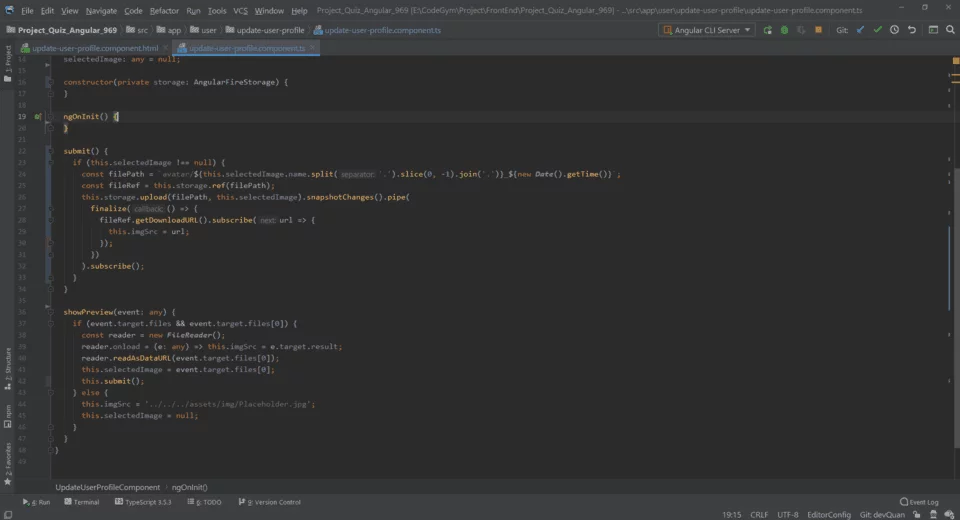 File Edit View Navigate Code Refactor Run Tools VCS Window Help Project_Quiz_Angular_969 [E:\CodeGym\Project\FrontEnd\Project_Quiz_Angular_969] - ...\src\app\user\update-user-profile\update-user-profile.component.ts
Project_Quiz_Angular_969 src app user update-user-profile update-user-profile.component.ts Angular CLI Server Git:
update-user-profile.component.html update-user-profile.component.ts
1: Project
14 selectedImage: any = null;
15
16 constructor(private storage: AngularFireStorage) {
17 }
18
19 ngOnInit() {
20 }
21
22 submit() {
23 if (this.selectedImage !== null) {
24 const filePath = `avatar/${this.selectedImage.name.split( separator: '.').slice(0, -1).join('.')}_${new Date().getTime()}`;
25 const fileRef = this.storage.ref(filePath);
26 this.storage.upload(filePath, this.selectedImage).snapshotChanges().pipe(
27 finalize( callback: () => {
28 fileRef.getDownloadURL().subscribe( next: url => {
29 this.imgSrc = url;
30 });
31 })
32 ).subscribe();
33 }
34 }
35
36 showPreview(event: any) {
37 if (event.target.files && event.target.files[0]) {
38 const reader = new FileReader();
39 reader.onload = (e: any) => this.imgSrc = e.target.result;
40 reader.readAsDataURL(event.target.files[0]);
41 this.selectedImage = event.target.files[0];
42 this.submit();
43 } else {
44 this.imgSrc = '../../../assets/img/Placeholder.jpg';
45 this.selectedImage = null;
46 }
47 }
48 }
49
7: Structure
npm
2: Favorites
UpdateUserProfileComponent ngOnInit()
4: Run Terminal TypeScript 3.5.3 6: TODO 9: Version Control Event Log
19:15 CRLF UTF-8 EditorConfig Git: devQuan